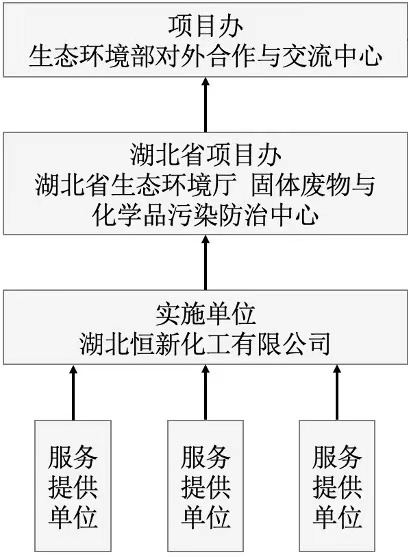 项目办
生态环境部对外合作与交流中心
湖北省项目办
湖北省生态环境厅 固体废物与
化学品污染防治中心
实施单位
湖北恒新化工有限公司
服务
提供
单位
服务
提供
单位
服务
提供
单位